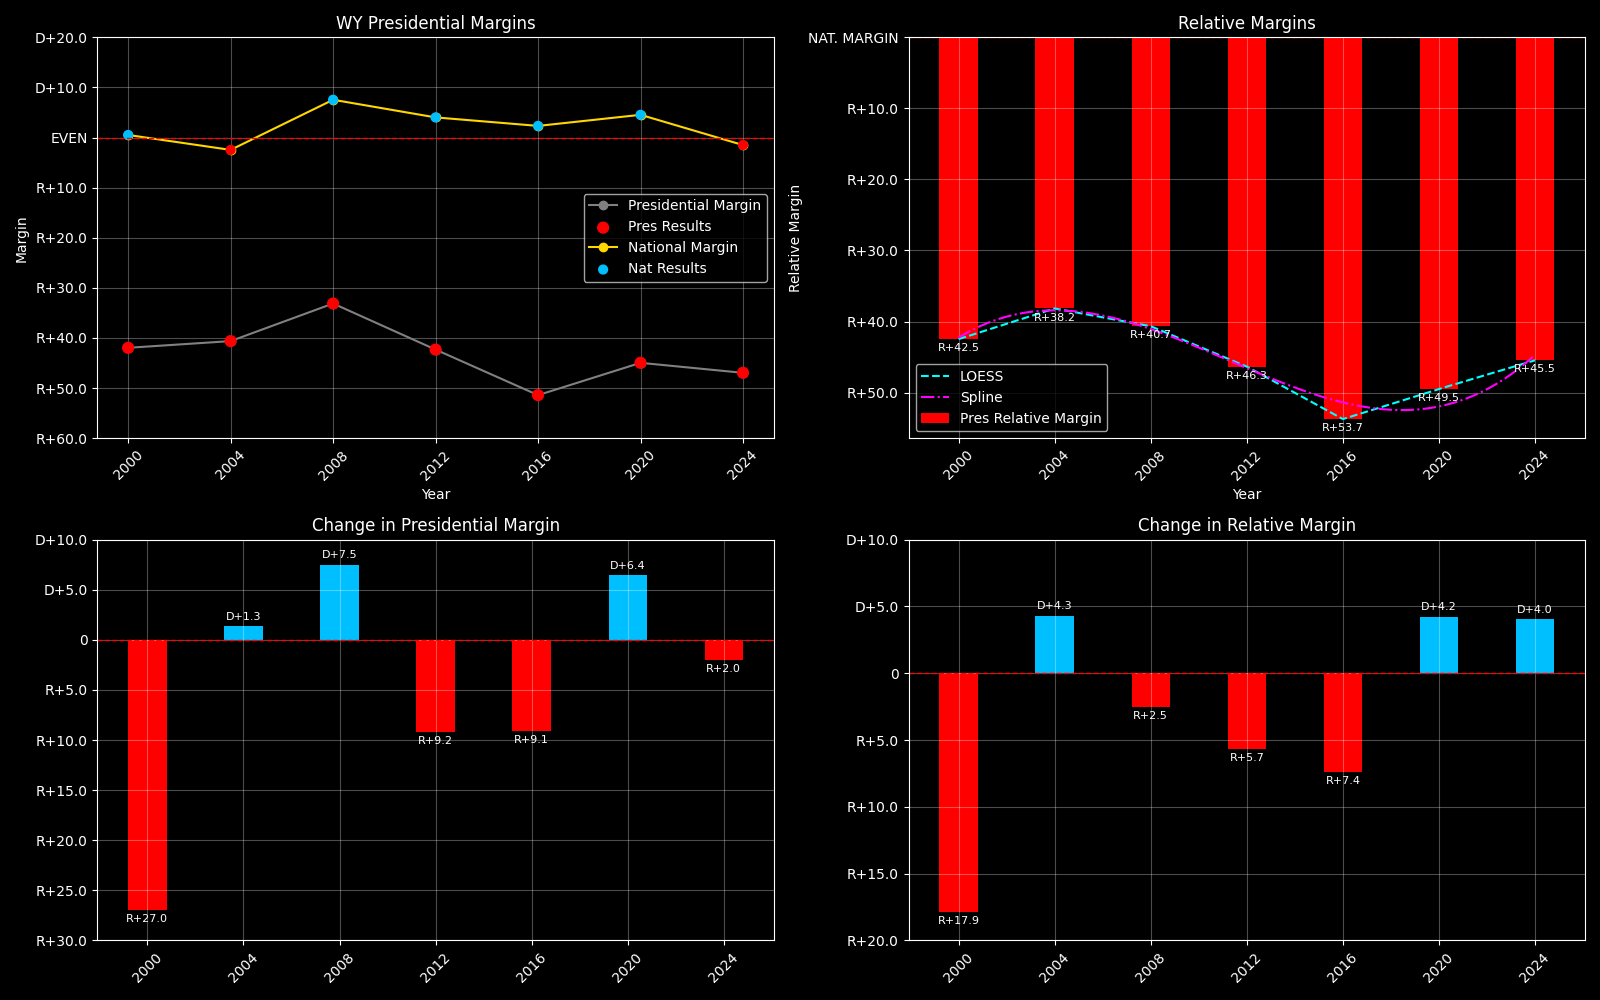 WY Presidential Margins
D+20.0
D+10.0
EVEN
R+10.0
R+20.0
R+30.0
R+40.0
R+50.0
R+60.0
Margin
Presidential Margin
Pres Results
National Margin
Nat Results
2000
2004
2008
2012
2016
2020
2024
Year
Relative Margins
NAT. MARGIN
R+10.0
R+20.0
R+30.0
R+40.0
R+50.0
Relative Margin
R+42.5
R+38.2
R+40.7
R+46.3
R+53.7
R+49.5
R+45.5
LOESS
Spline
Pres Relative Margin
2000
2004
2008
2012
2016
2020
2024
Year
Change in Presidential Margin
D+10.0
D+5.0
0
R+5.0
R+10.0
R+15.0
R+20.0
R+25.0
R+30.0
R+27.0
D+1.3
D+7.5
R+9.2
R+9.1
D+6.4
R+2.0
2000
2004
2008
2012
2016
2020
2024
Change in Relative Margin
D+10.0
D+5.0
0
R+5.0
R+10.0
R+15.0
R+20.0
R+17.9
D+4.3
R+2.5
R+5.7
R+7.4
D+4.2
D+4.0
2000
2004
2008
2012
2016
2020
2024